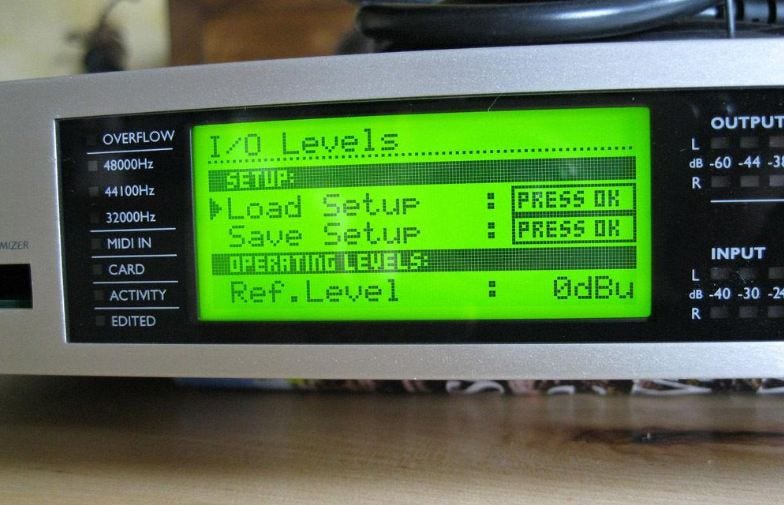 OVERFLOW
48000Hz
44100Hz
32000Hz
MIDI IN
CARD
ACTIVITY
EDITED
I/O Levels
SETUP:
Load Setup : PRESS OK
Save Setup : PRESS OK
OPERATING LEVELS:
Ref.Level : 0dBu
OUTPUT
L
dB -60 -44
R
INPUT
L
dB -40 -30
R